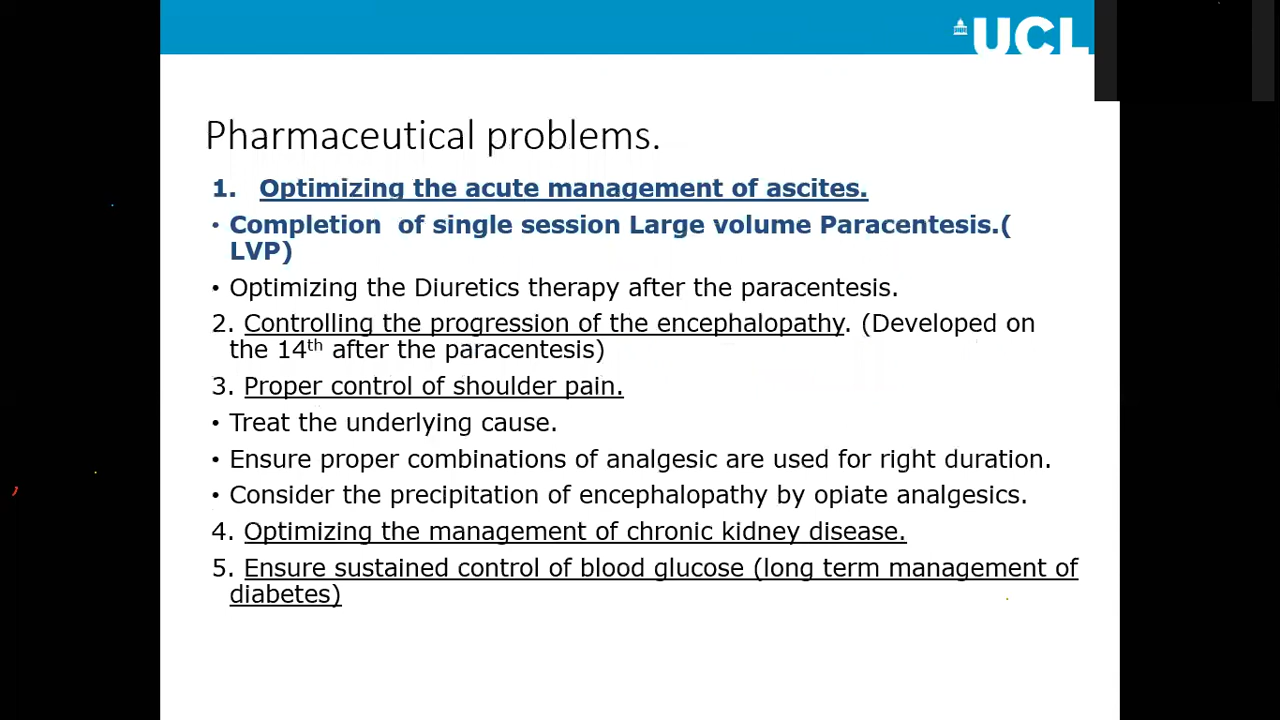 UCL
Pharmaceutical problems.
1. Optimizing the acute management of ascites.
• Completion of single session Large volume Paracentesis.(
LVP)
• Optimizing the Diuretics therapy after the paracentesis.
2. Controlling the progression of the encephalopathy. (Developed on
the 14th after the paracentesis)
3. Proper control of shoulder pain.
• Treat the underlying cause.
• Ensure proper combinations of analgesic are used for right duration.
• Consider the precipitation of encephalopathy by opiate analgesics.
4. Optimizing the management of chronic kidney disease.
5. Ensure sustained control of blood glucose (long term management of
diabetes)